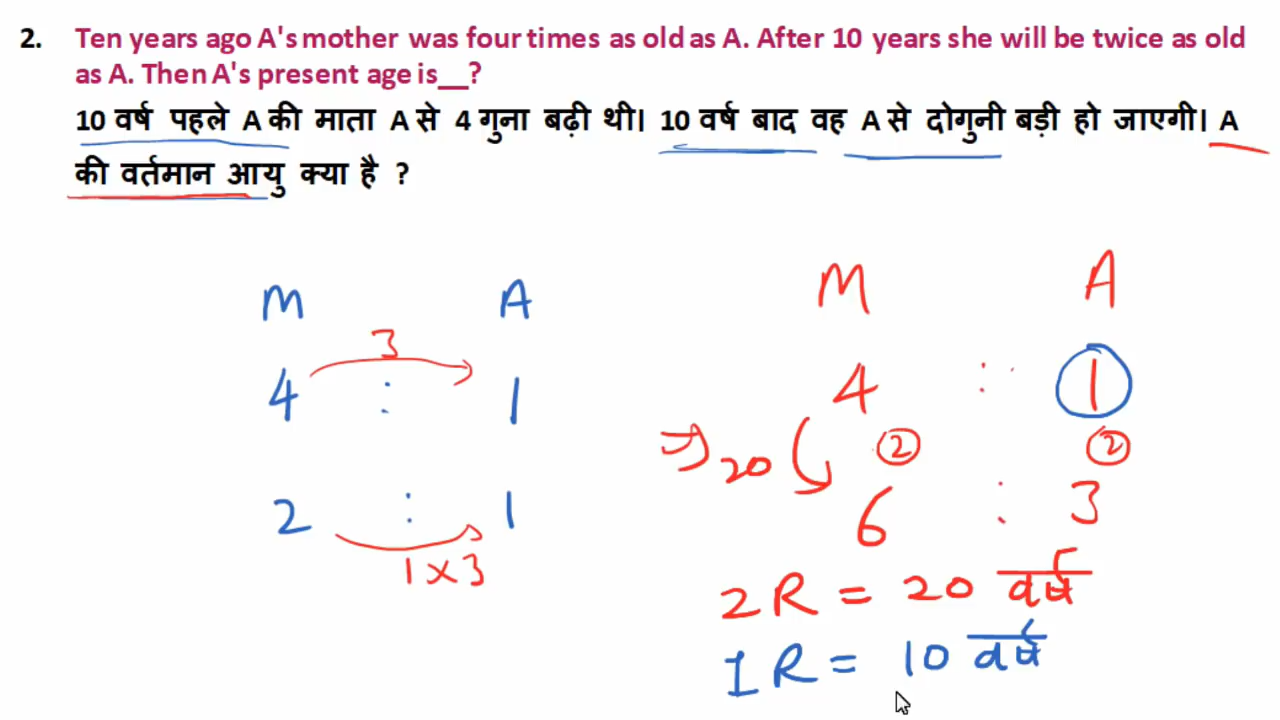 2. Ten years ago A's mother was four times as old as A. After 10 years she will be twice as old
as A. Then A's present age is__?
10 वर्ष पहले A की माता A से 4 गुना बढ़ी थी। 10 वर्ष बाद वह A से दोगुनी बड़ी हो जाएगी। A
की वर्तमान आयु क्या है ?
M A
3
4 : 1
2 : 1
1 x 3
M A
4 : 1
⇒ 20 2 2
6 : 3
2R = 20 वर्ष
1R = 10 वर्ष